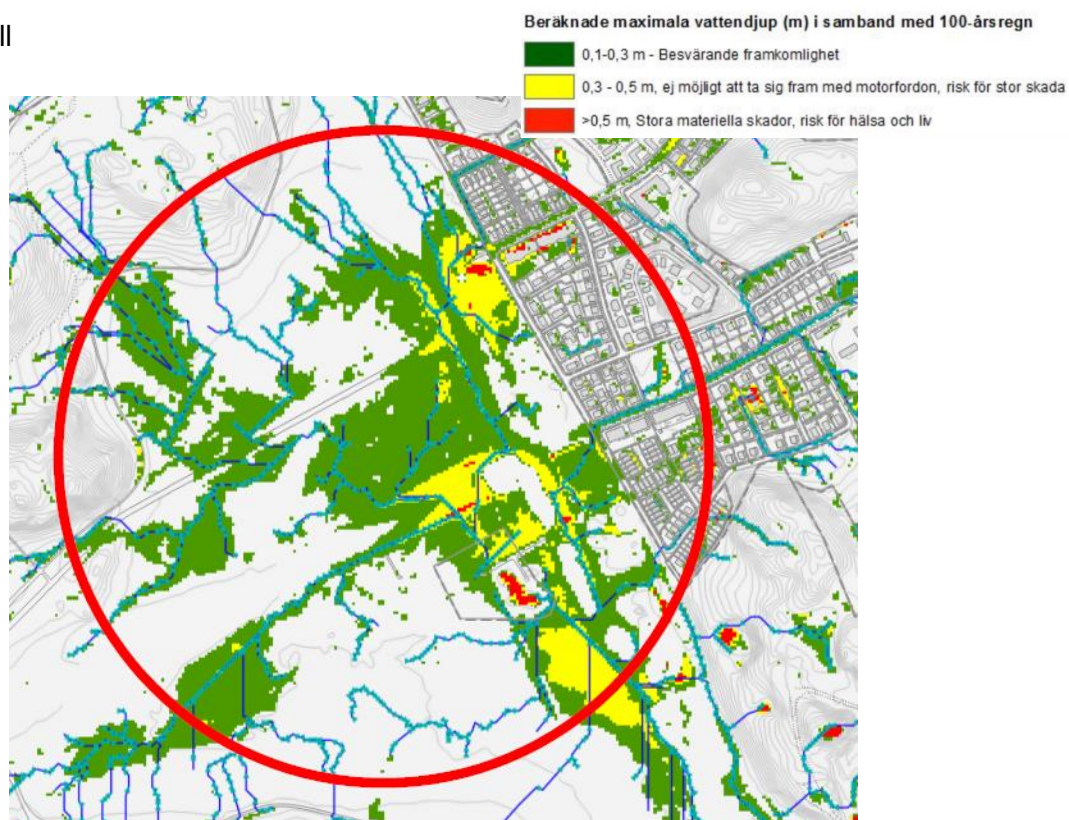 ll
Beräknade maximala vattendjup (m) i samband med 100-årsregn
0,1-0,3 m - Besvärande framkomlighet
0,3 - 0,5 m, ej möjligt att ta sig fram med motorfordon, risk för stor skada
>0,5 m, Stora materiella skador, risk för hälsa och liv